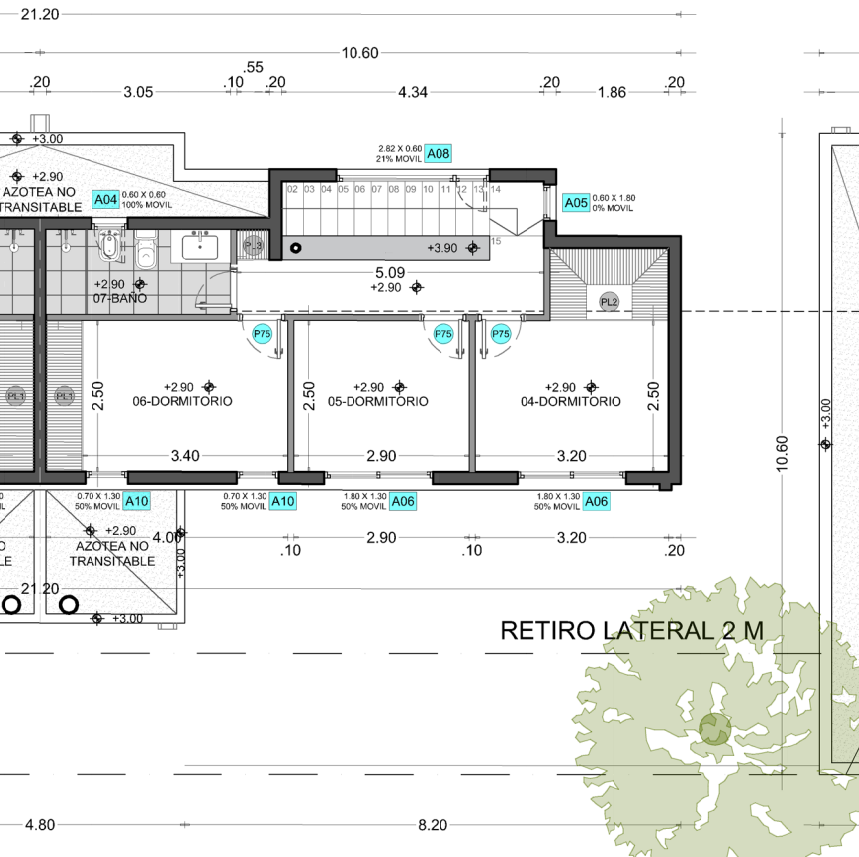 21.20
10.60
.55
.20
3.05
.10
.20
4.34
.20
1.86
.20
+3.00
2.82 X 0.60
21% MOVIL
A08
+2.90
AZOTEA NO
TRANSITABLE
A04
0.60 X 0.60
100% MOVIL
02 03 04 05 06 07 08 09 10 11 12 13 14
A05
0.60 X 1.80
0% MOVIL
15
+3.90
5.09
+2.90
+2.90
07-BAÑO
PL2
P75
P75
P75
2.50
+2.90
06-DORMITORIO
2.50
+2.90
05-DORMITORIO
+2.90
04-DORMITORIO
2.50
+3.00
10.60
3.40
2.90
3.20
0.70 X 1.30
50% MOVIL
A10
0.70 X 1.30
50% MOVIL
A10
1.80 X 1.30
50% MOVIL
A06
1.80 X 1.30
50% MOVIL
A06
+2.90
4.00
AZOTEA NO
TRANSITABLE
+3.00
.10
2.90
.10
3.20
.20
21.20
+3.00
RETIRO LATERAL 2 M
4.80
8.20